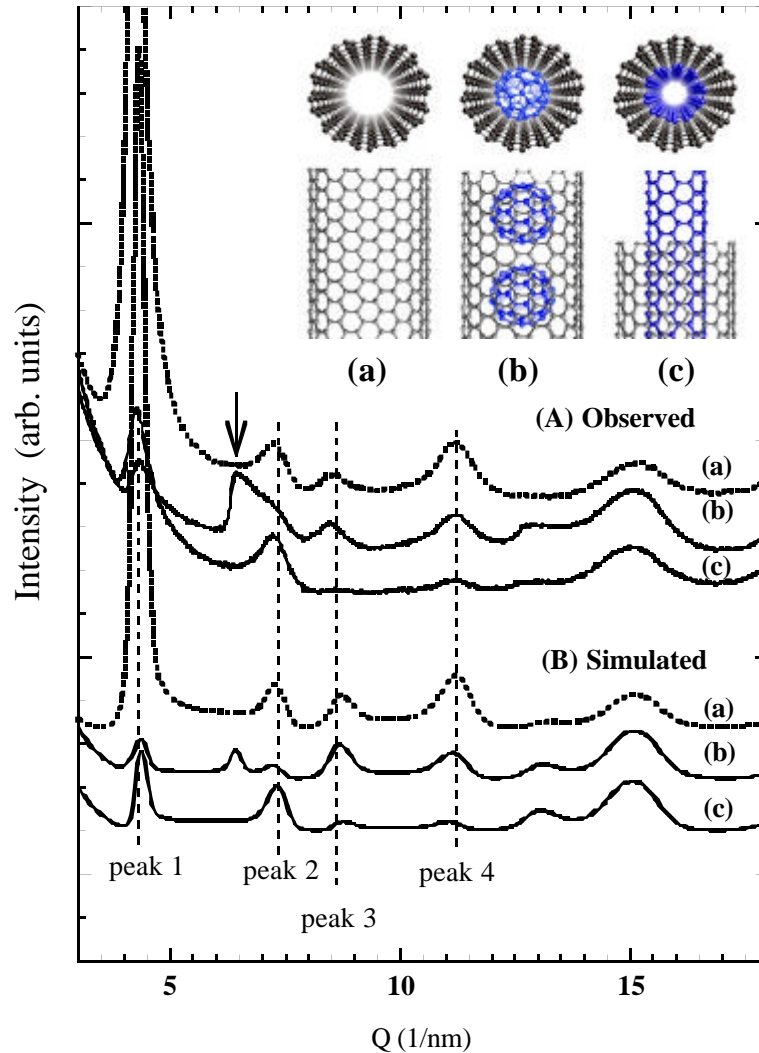 (a) (b) (c)
(A) Observed
(a)
(b)
(c)
(B) Simulated
(a)
(b)
(c)
peak 1 peak 2 peak 4
peak 3
5 10 15
Q (1/nm)
Intensity (arb. units)